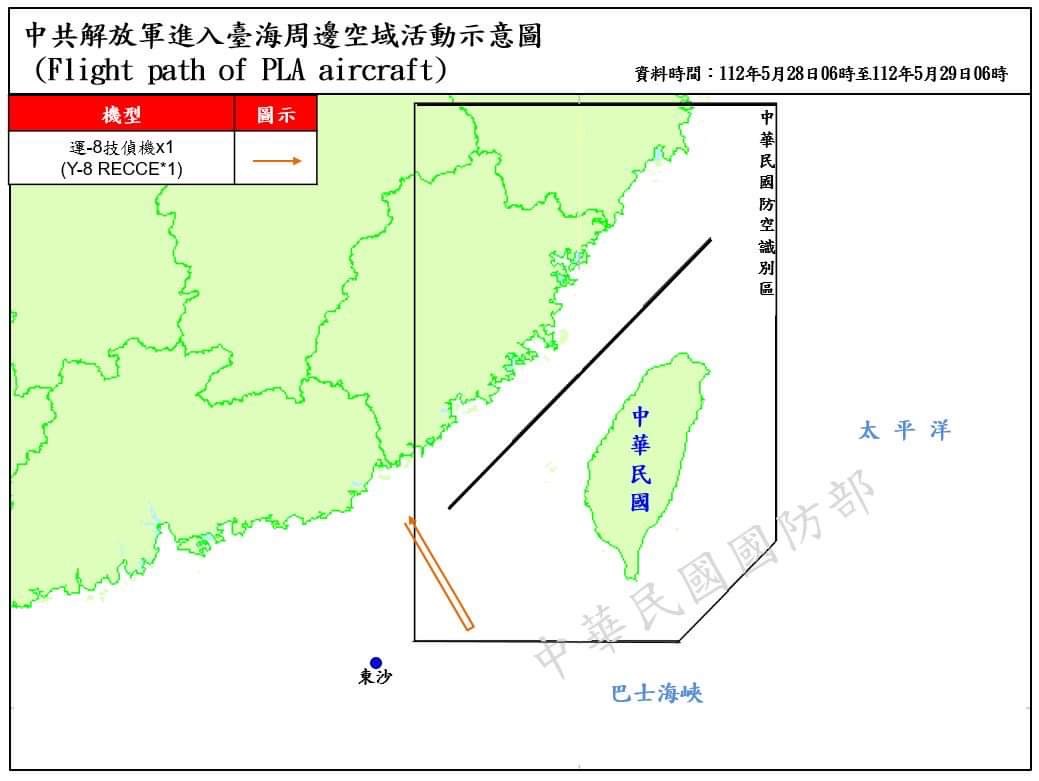 中共解放軍進入臺海周邊空域活動示意圖
(Flight path of PLA aircraft)
資料時間：112年5月28日06時至112年5月29日06時
機型
圖示
運-8技偵機x1
(Y-8 RECCE*1)
中華民國防空識別區
中華民國
太平洋
中華民國國防部
東沙
巴士海峽